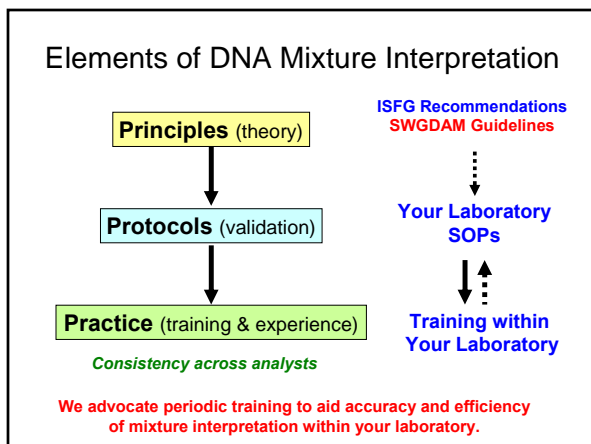 Elements of DNA Mixture Interpretation
Principles (theory)
Protocols (validation)
Practice (training & experience)
Consistency across analysts
ISFG Recommendations
SWGDAM Guidelines
Your Laboratory
SOPs
Training within
Your Laboratory
We advocate periodic training to aid accuracy and efficiency
of mixture interpretation within your laboratory.